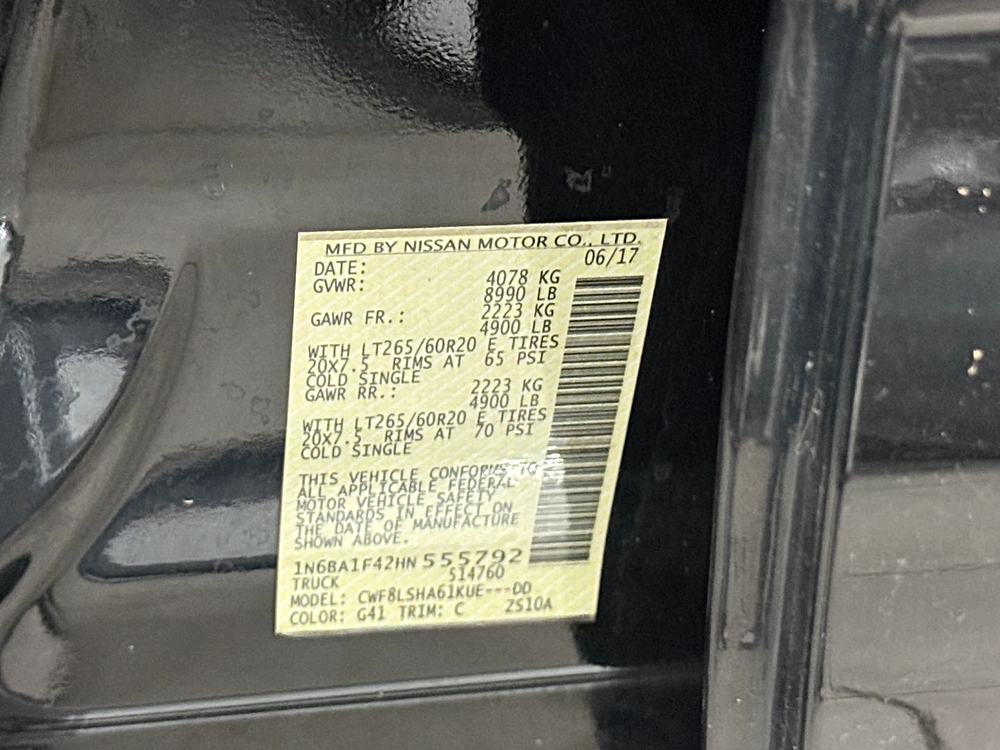 MFD BY NISSAN MOTOR CO., LTD.
DATE: 06/17
GVWR: 4078 KG
8990 LB
GAWR FR.: 2223 KG
4900 LB
WITH LT265/60R20 E TIRES
20X7.5 RIMS AT 65 PSI
COLD SINGLE
GAWR RR.: 2223 KG
4900 LB
WITH LT265/60R20 E TIRES
20X7.5 RIMS AT 70 PSI
COLD SINGLE
THIS VEHICLE CONFORMS TO
ALL APPLICABLE FEDERAL
MOTOR VEHICLE SAFETY
STANDARDS IN EFFECT ON
THE DATE OF MANUFACTURE
SHOWN ABOVE.
1N6BA1F42HN555792
TRUCK 514760
MODEL: CWF8LSHA61KUE---DD
COLOR: G41 TRIM: C ZS10A